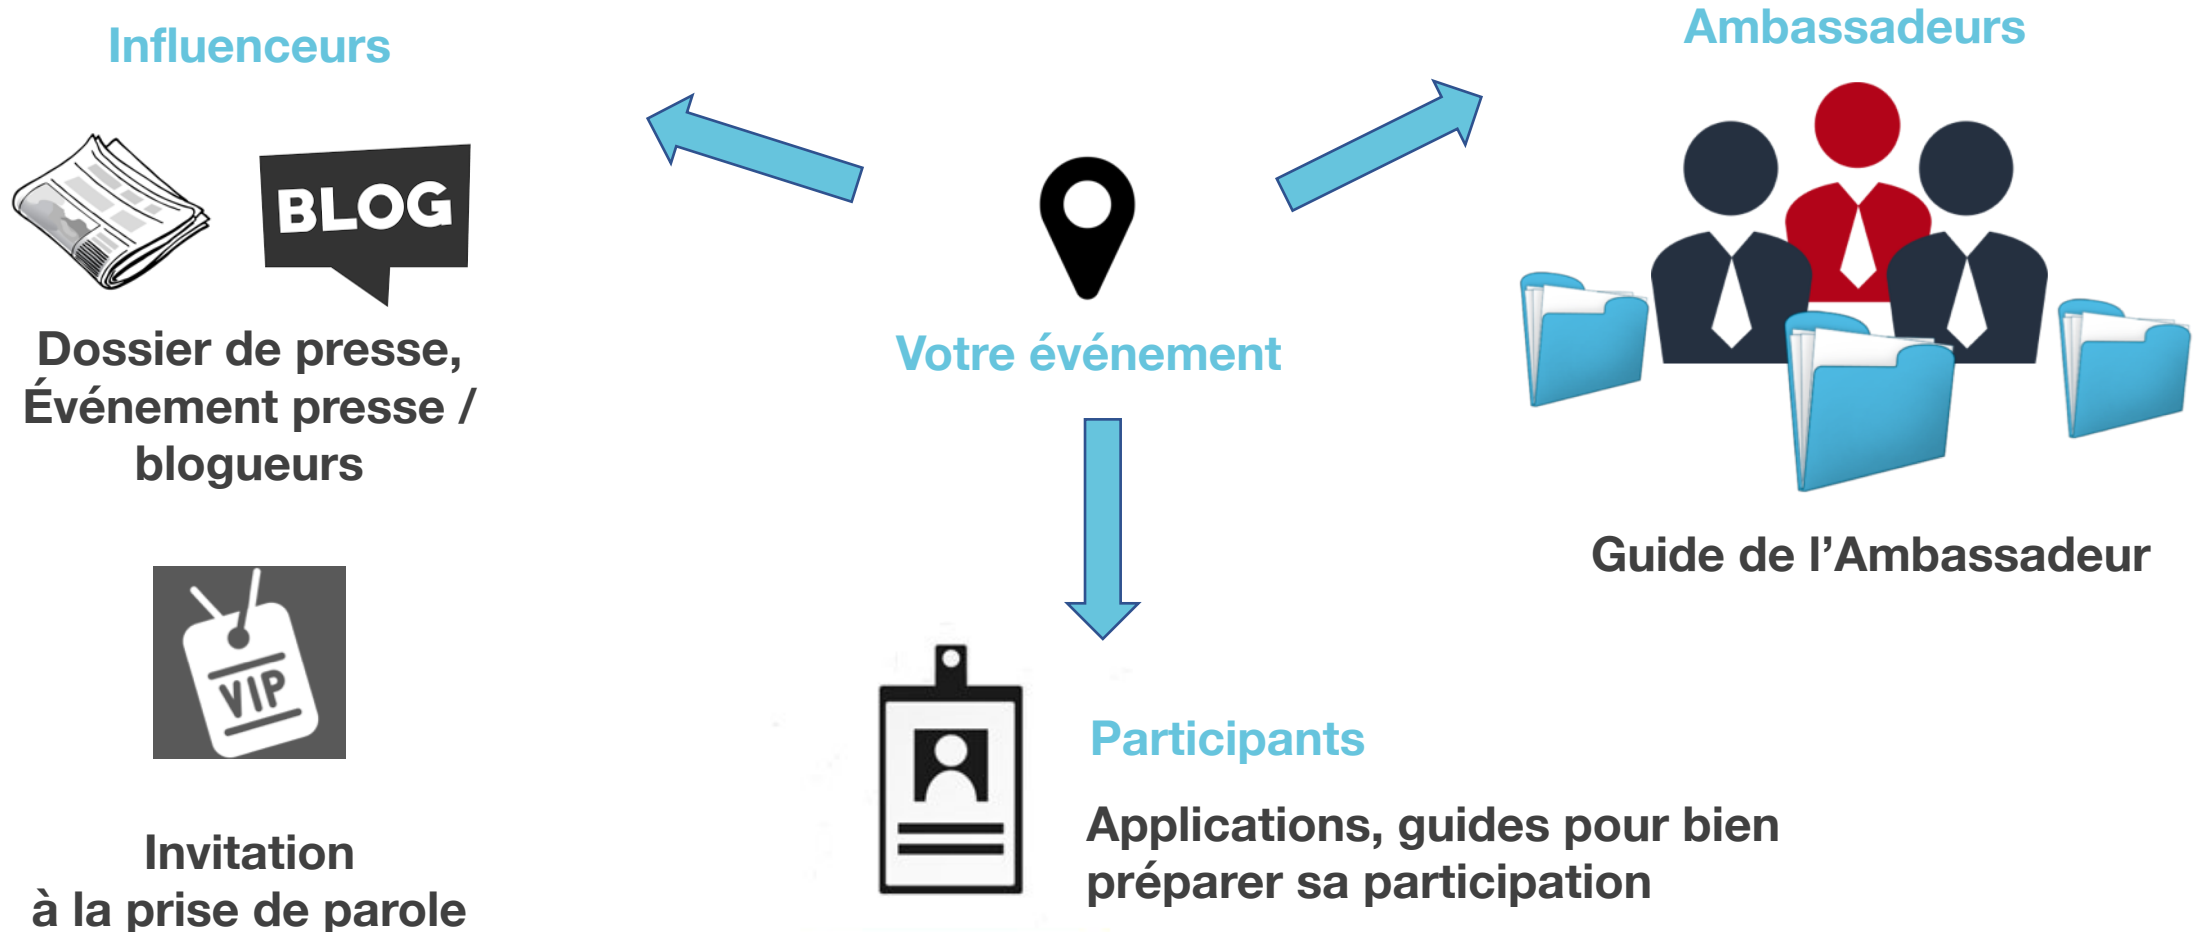 Influenceurs
BLOG
Dossier de presse,
Événement presse /
blogueurs
VIP
Invitation
à la prise de parole
Votre événement
Participants
Applications, guides pour bien
préparer sa participation
Ambassadeurs
Guide de l’Ambassadeur